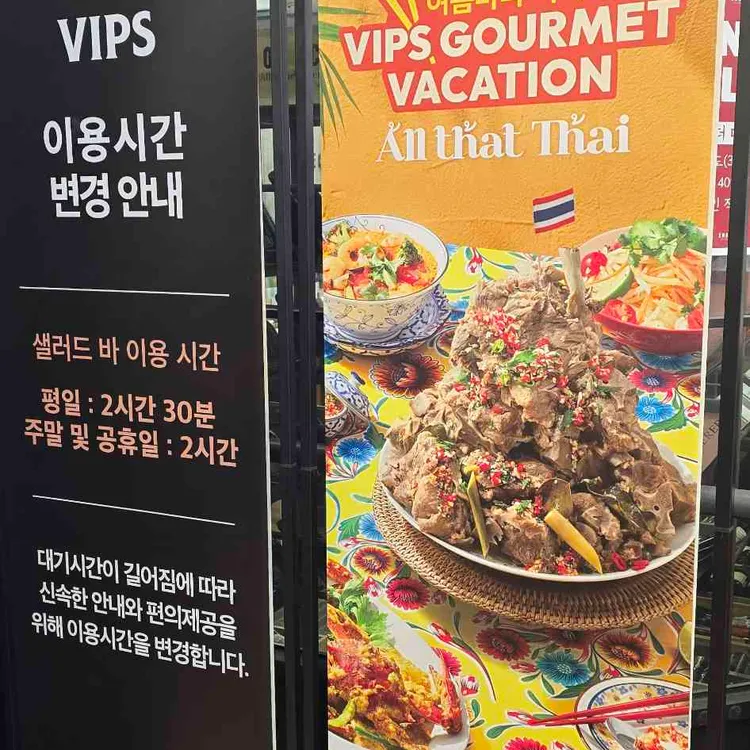 VIPS
이용시간
변경 안내
샐러드 바 이용 시간
평일 : 2시간 30분
주말 및 공휴일 : 2시간
대기시간이 길어짐에 따라
신속한 안내와 편의제공을
위해 이용시간을 변경합니다.
VIPS GOURMET
VACATION
All that Thai